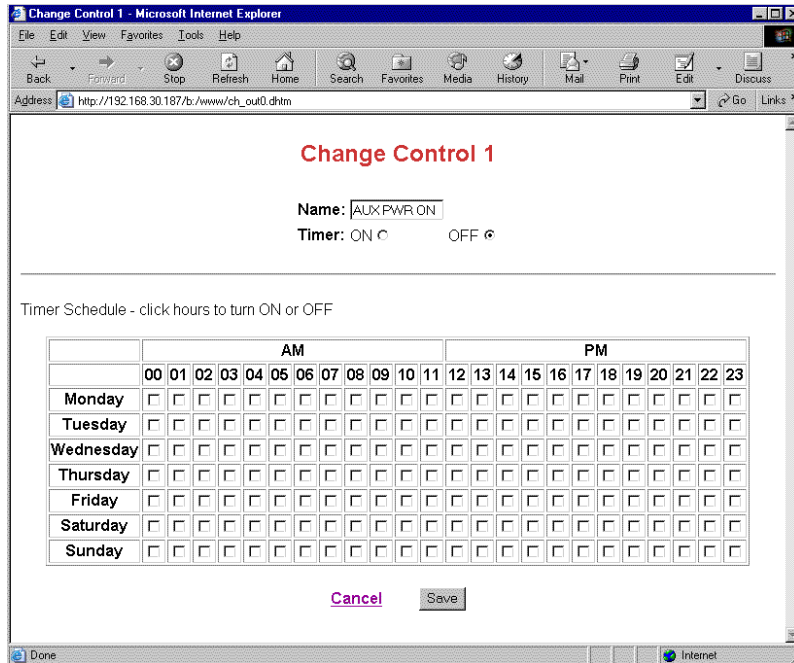 Change Control 1 - Microsoft Internet Explorer
File Edit View Favorites Tools Help
Back Forward Stop Refresh Home Search Favorites Media History Mail Print Edit Discuss
Address http://192.168.30.187/b:/www/ch_out0.dhtm Go Links
Change Control 1
Name: AUX PWR ON
Timer: ON OFF
Timer Schedule - click hours to turn ON or OFF
AM PM
00 01 02 03 04 05 06 07 08 09 10 11 12 13 14 15 16 17 18 19 20 21 22 23
Monday
Tuesday
Wednesday
Thursday
Friday
Saturday
Sunday
Cancel Save
Done Internet